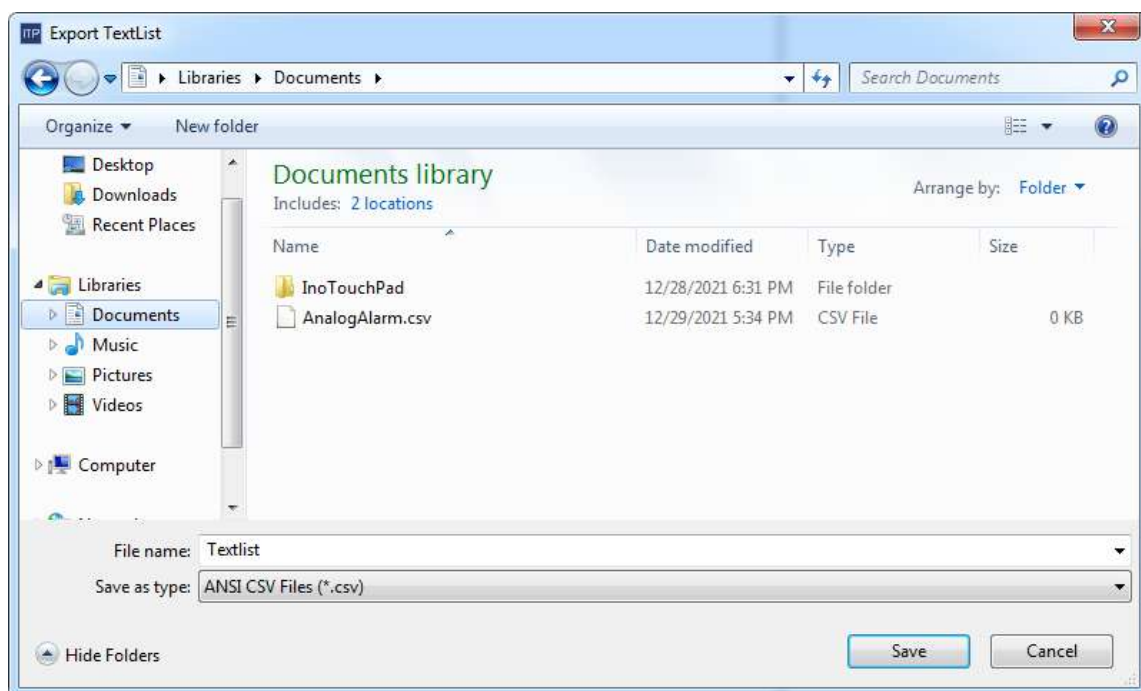 ITP Export TextList
Libraries Documents
Search Documents
Organize New folder
Desktop
Downloads
Recent Places
Libraries
Documents
Music
Pictures
Videos
Computer
Documents library
Includes: 2 locations
Arrange by: Folder
Name Date modified Type Size
InoTouchPad 12/28/2021 6:31 PM File folder
AnalogAlarm.csv 12/29/2021 5:34 PM CSV File 0 KB
File name: Textlist
Save as type: ANSI CSV Files (*.csv)
Hide Folders
Save Cancel